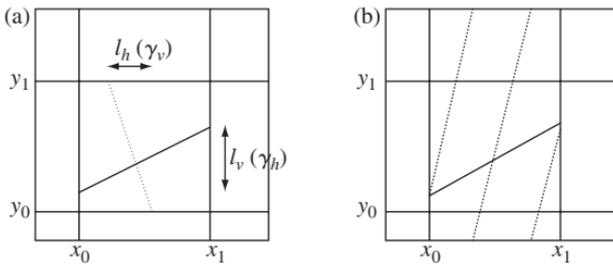 (a)
l_h (γ_v)
y_1
l_v (γ_h)
y_0
x_0 x_1
(b)
y_1
y_0
x_0 x_1